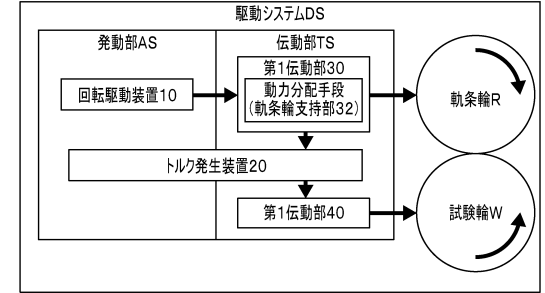 駆動システムDS
発動部AS
伝動部TS
第1伝動部30
回転駆動装置10
動力分配手段
(軌条輪支持部32)
軌条輪R
トルク発生装置20
第1伝動部40
試験輪W